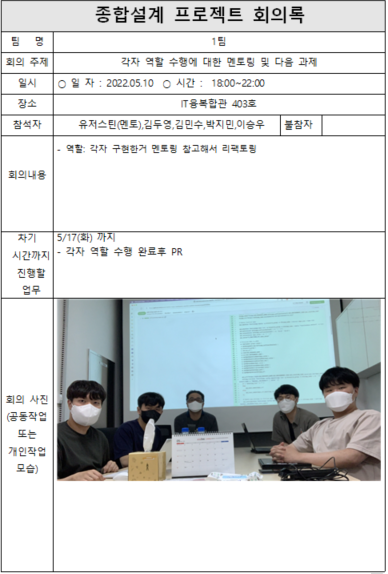 종합설계 프로젝트 회의록
팀 명 1팀
회의 주제 각자 역할 수행에 대한 멘토링 및 다음 과제
일시 ○ 일 자 : 2022.05.10 ○ 시간 : 18:00~22:00
장소 IT융복합관 403호
참석자 유저스틴(멘토),김두영,김민수,박지민,이승우 불참자
회의내용
- 역할: 각자 구현한거 멘토링 참고해서 리팩토링
차기
시간까지
진행할
업무
5/17(화) 까지
- 각자 역할 수행 완료후 PR
회의 사진
(공동작업
또는
개인작업
모습)